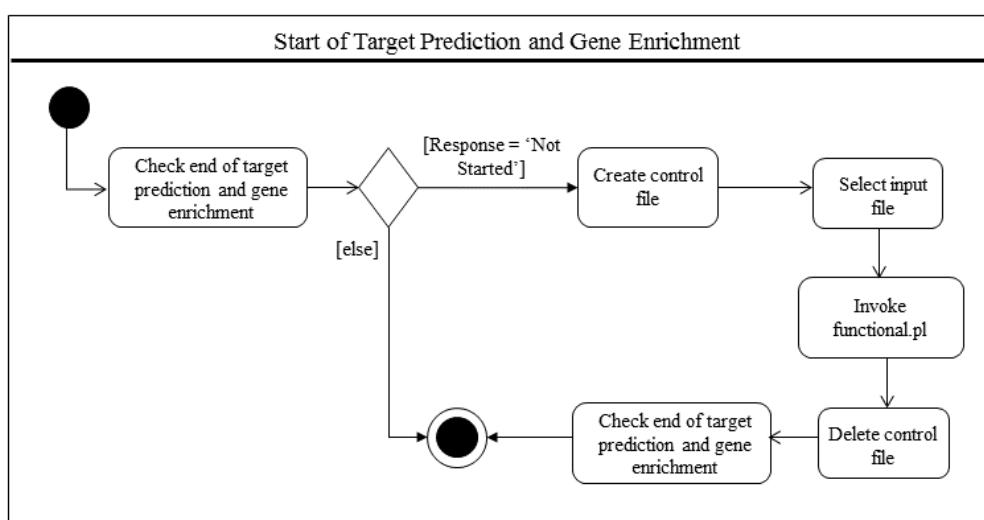 Start of Target Prediction and Gene Enrichment
Check end of target
prediction and gene
enrichment
[Response = ‘Not
Started’]
[else]
Create control
file
Select input
file
Invoke
functional.pl
Delete control
file
Check end of target
prediction and gene
enrichment